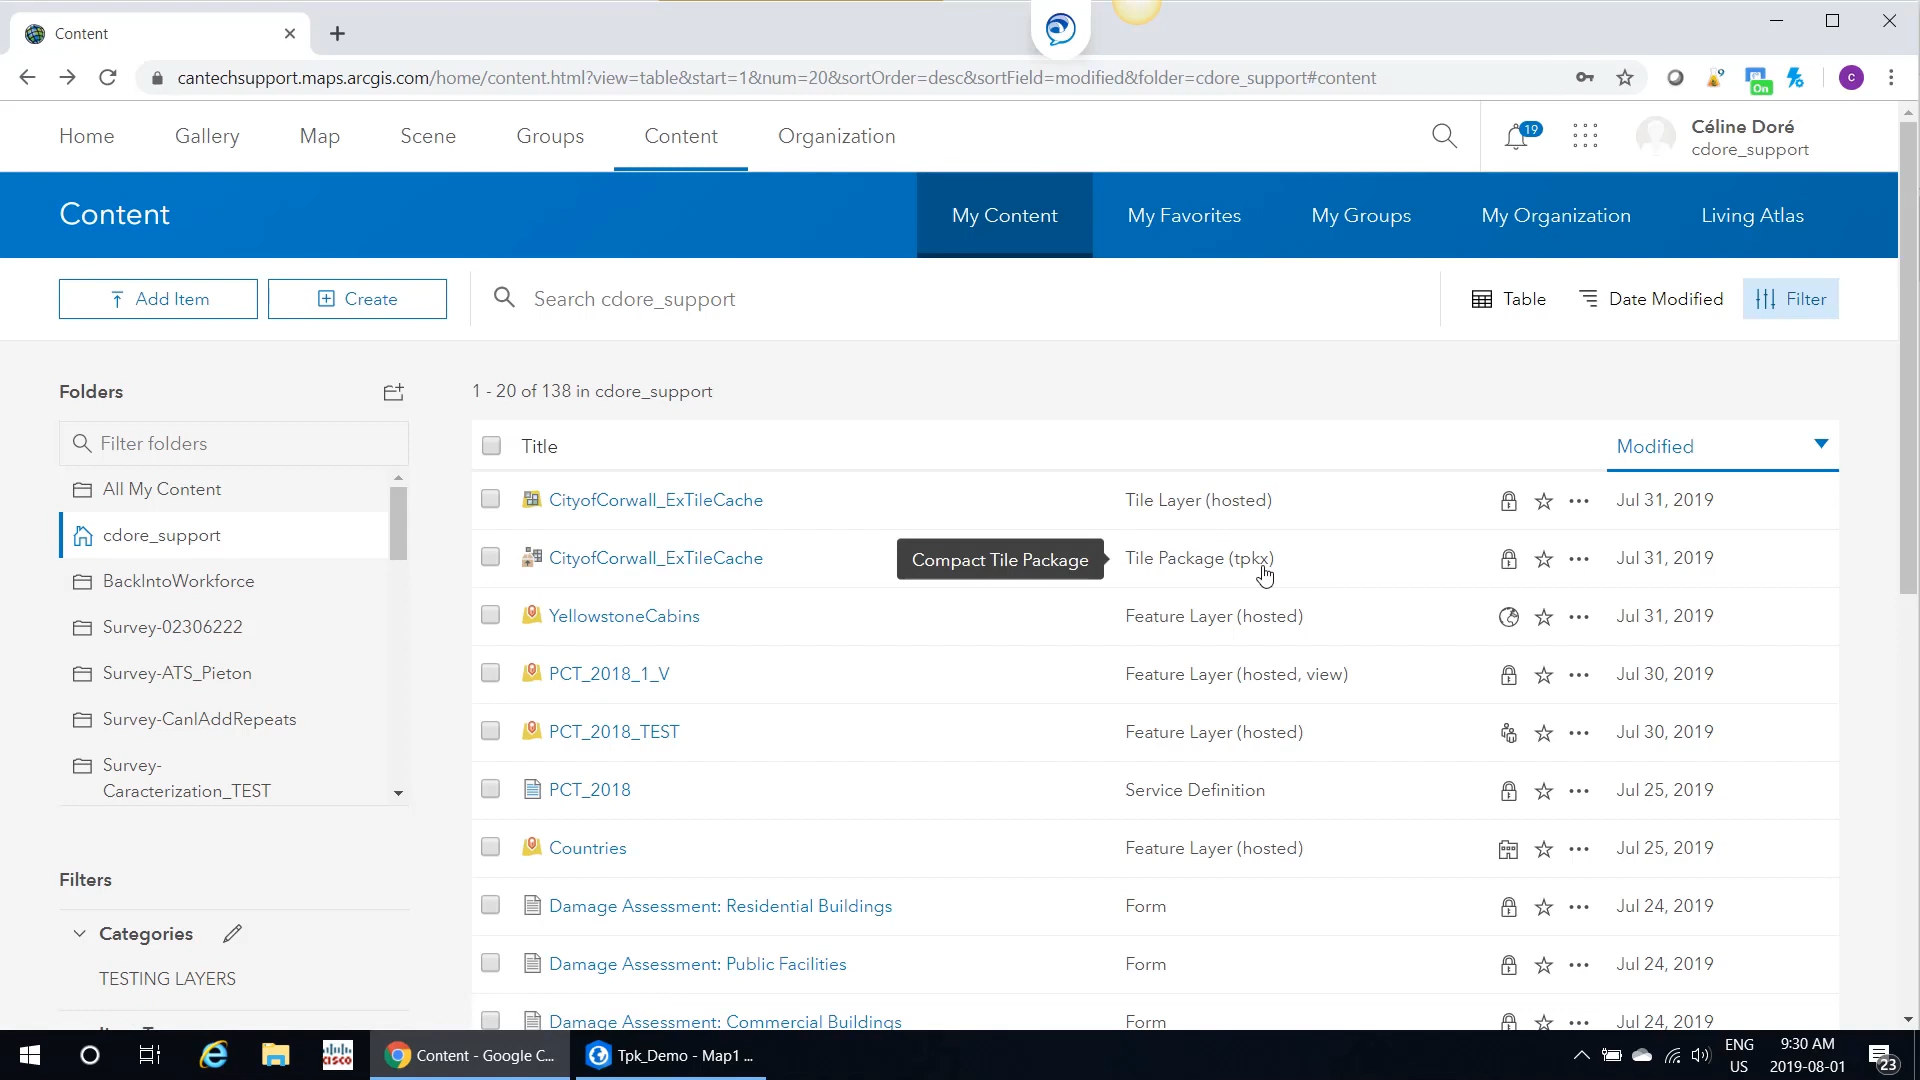 Content
cantechsupport.maps.arcgis.com/home/content.html?view=table&start=1&num=20&sortOrder=desc&sortField=modified&folder=cdore_support#content
On
c
Home
Gallery
Map
Scene
Groups
Content
Organization
19
Céline Doré
cdore_support
Content
My Content
My Favorites
My Groups
My Organization
Living Atlas
Add Item
Create
Search cdore_support
Table
Date Modified
Filter
Folders
Filter folders
All My Content
cdore_support
BackIntoWorkforce
Survey-02306222
Survey-ATS_Pieton
Survey-CanIAddRepeats
Survey-
Caracterization_TEST
Filters
Categories
TESTING LAYERS
1 - 20 of 138 in cdore_support
Title
Modified
CityofCorwall_ExTileCache Tile Layer (hosted) Jul 31, 2019
CityofCorwall_ExTileCache Compact Tile Package Tile Package (tpkx) Jul 31, 2019
YellowstoneCabins Feature Layer (hosted) Jul 31, 2019
PCT_2018_1_V Feature Layer (hosted, view) Jul 30, 2019
PCT_2018_TEST Feature Layer (hosted) Jul 30, 2019
PCT_2018 Service Definition Jul 25, 2019
Countries Feature Layer (hosted) Jul 25, 2019
Damage Assessment: Residential Buildings Form Jul 24, 2019
Damage Assessment: Public Facilities Form Jul 24, 2019
Damage Assessment: Commercial Buildings Form Jul 24, 2019
CISCO
Content - Google C...
Tpk_Demo - Map1 ...
ENG
US
9:30 AM
2019-08-01
23